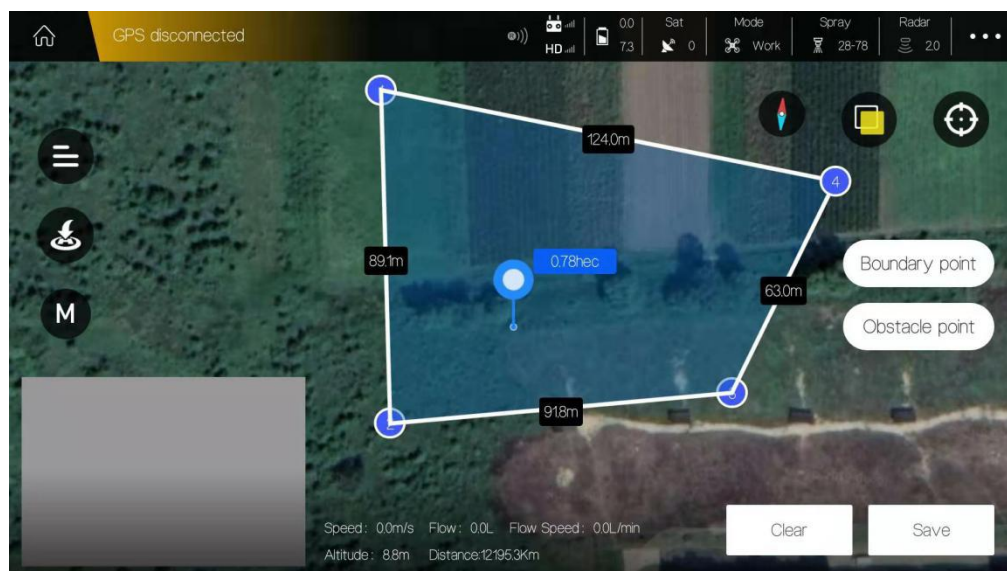 GPS disconnected
HD
0.0
7.3
Sat
0
Mode
Work
Spray
28-78
Radar
2.0
124.0m
4
89.1m
0.78hec
63.0m
Boundary point
Obstacle point
M
91.8m
3
2
Speed: 0.0m/s Flow: 0.0L Flow Speed: 0.0L/min
Altitude: 8.8m Distance:12195.3Km
Clear
Save